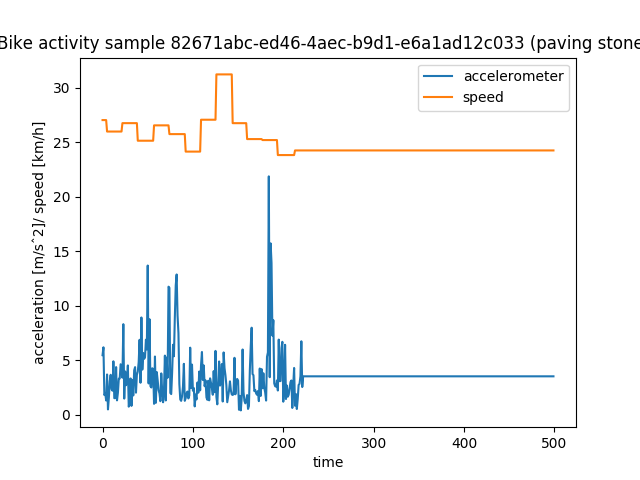 Bike activity sample 82671abc-ed46-4aec-b9d1-e6a1ad12c033 (paving stone
accelerometer
speed
acceleration [m/s^2]/ speed [km/h]
30
25
20
15
10
5
0
0 100 200 300 400 500
time